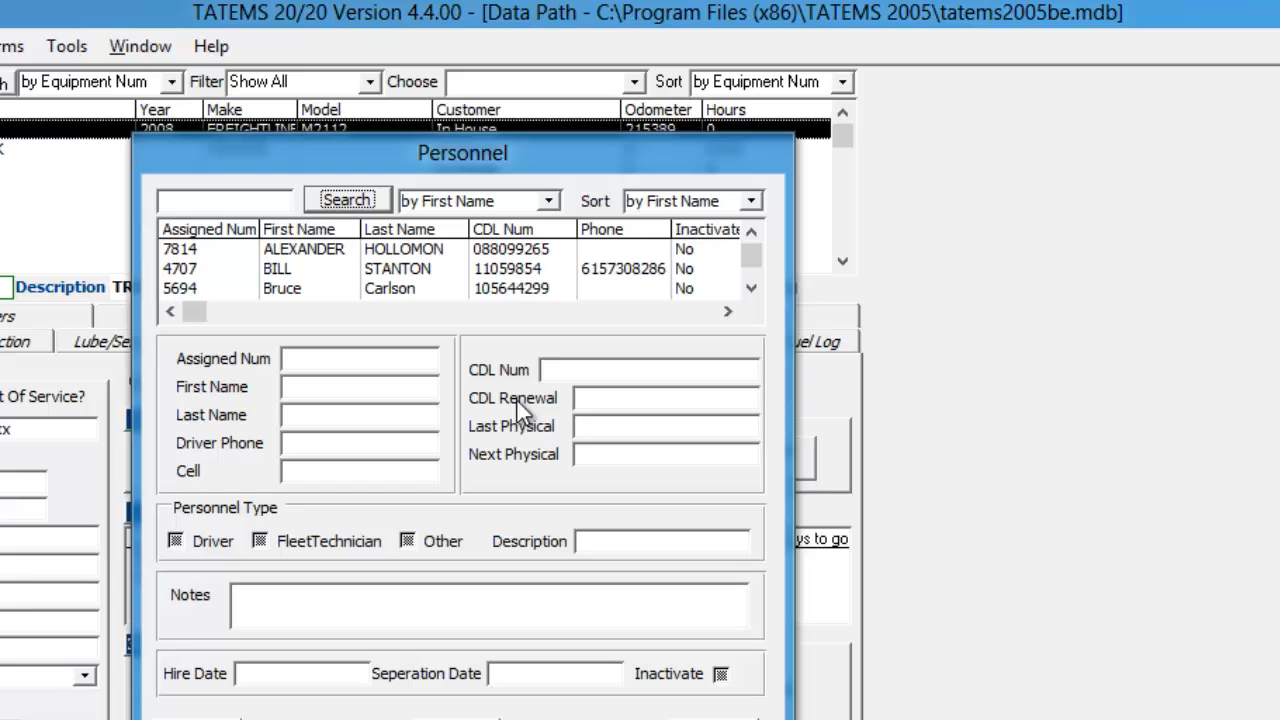 TATEMS 20/20 Version 4.4.00 - [Data Path - C:\Program Files (x86)\TATEMS 2005\tatems2005be.mdb]
rms Tools Window Help
h by Equipment Num Filter Show All Choose Sort by Equipment Num
Year Make Model Customer Odometer Hours
2008 FREIGHTLINE M2112 In House 215389 0
K
Personnel
Search by First Name Sort by First Name
Assigned Num First Name Last Name CDL Num Phone Inactivate
7814 ALEXANDER HOLLOMON 088099265 No
4707 BILL STANTON 11059854 6157308286 No
5694 Bruce Carlson 105644299 No
Description TR
ers
ction Lube/Se uel Log
t Of Service?
xx
Assigned Num
First Name
Last Name
Driver Phone
Cell
CDL Num
CDL Renewal
Last Physical
Next Physical
Personnel Type
Driver FleetTechnician Other Description
ys to go
Notes
Hire Date Seperation Date Inactivate